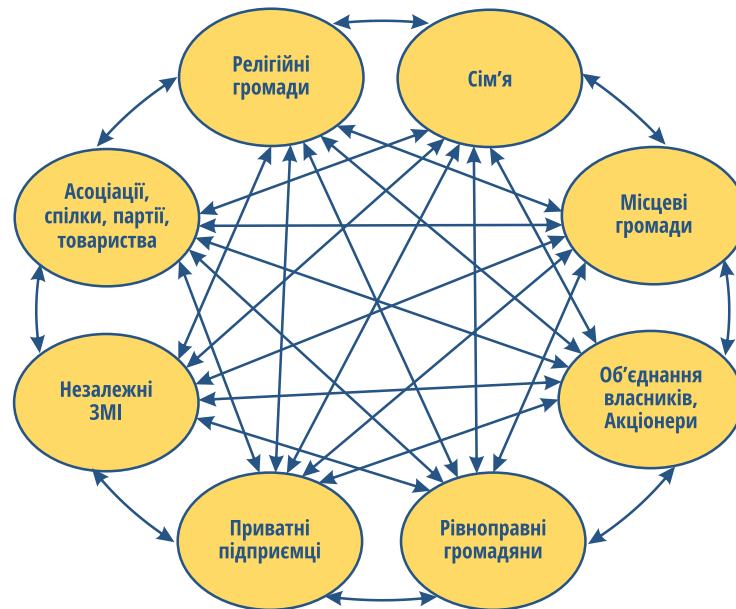 Релігійні
громади
Сім’я
Асоціації,
спілки, партії,
товариства
Місцеві
громади
Незалежні
ЗМІ
Об’єднання
власників,
Акціонери
Приватні
підприємці
Рівноправні
громадяни